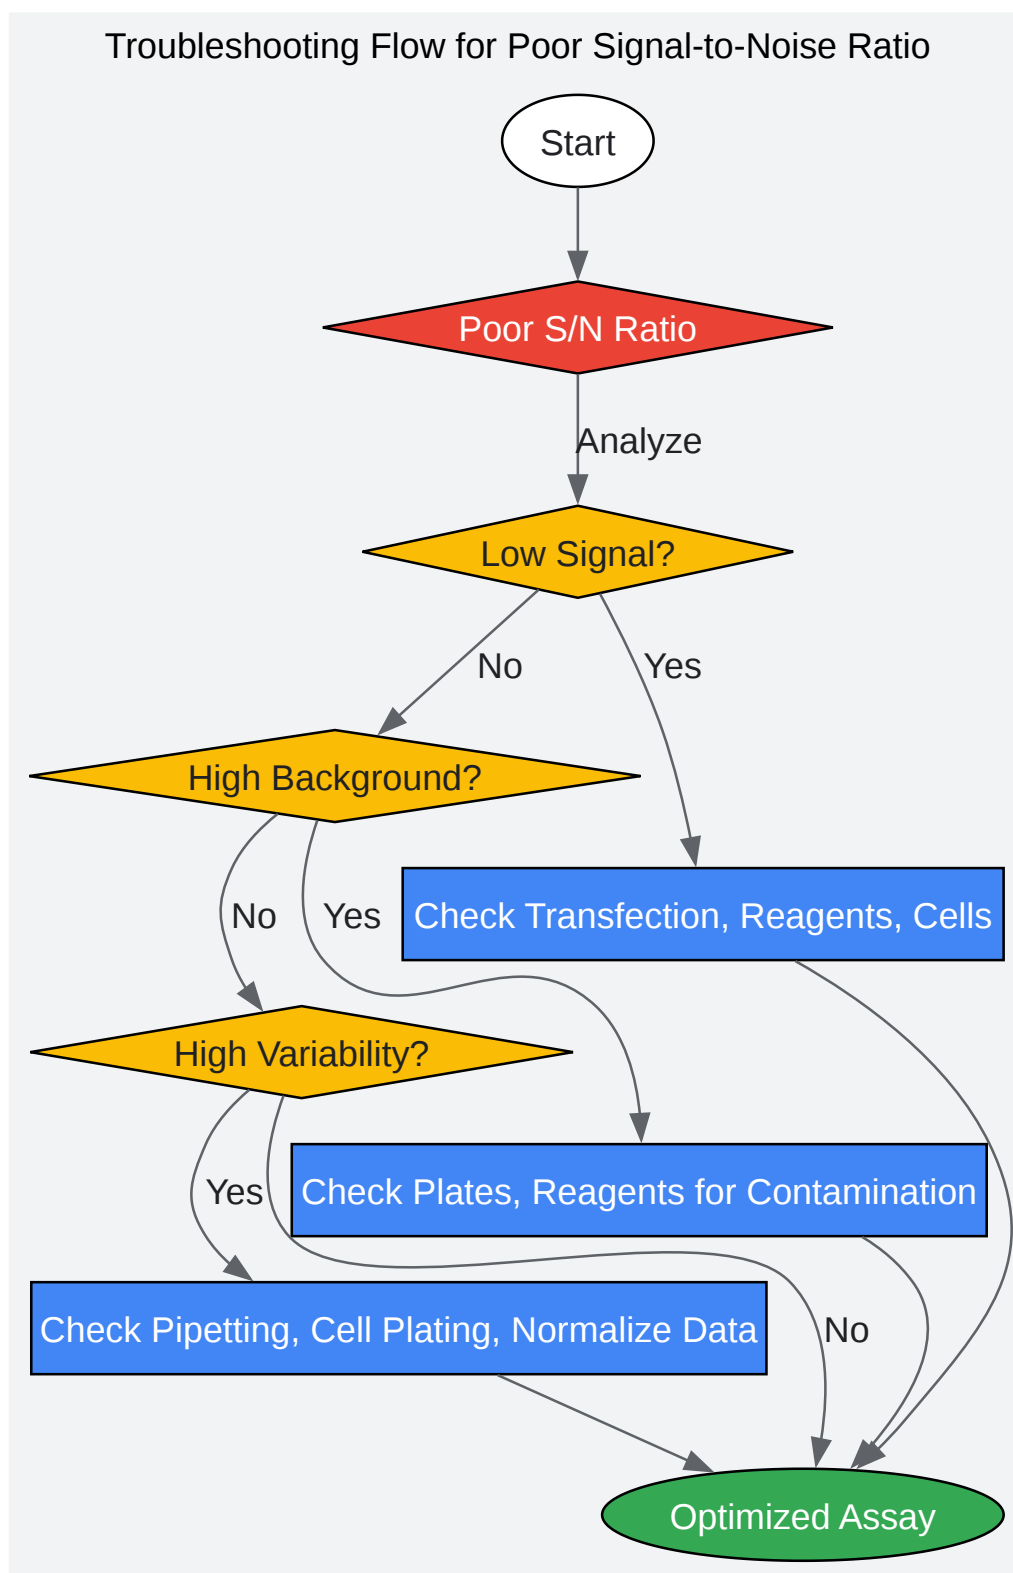 Troubleshooting Flow for Poor Signal-to-Noise Ratio
Start
Poor S/N Ratio
Analyze
Low Signal?
No
Yes
High Background?
No
Yes
Check Transfection, Reagents, Cells
High Variability?
Yes
Check Plates, Reagents for Contamination
Check Pipetting, Cell Plating, Normalize Data
No
Optimized Assay